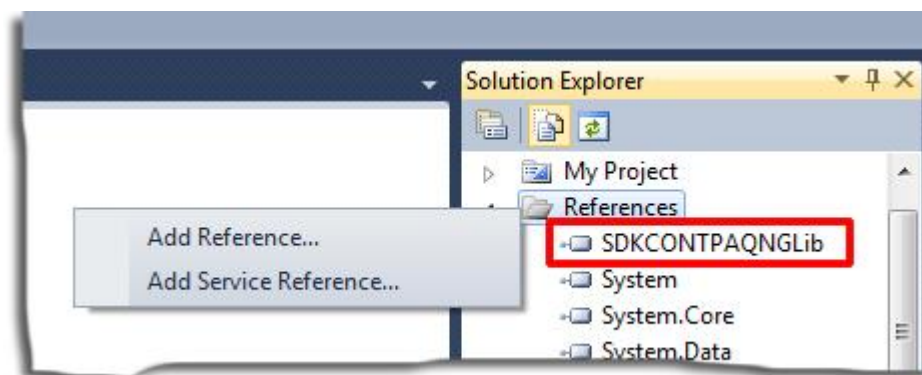 Solution Explorer
My Project
References
Add Reference...
SDKCONTPAQNGLib
Add Service Reference...
System
System.Core
System.Data